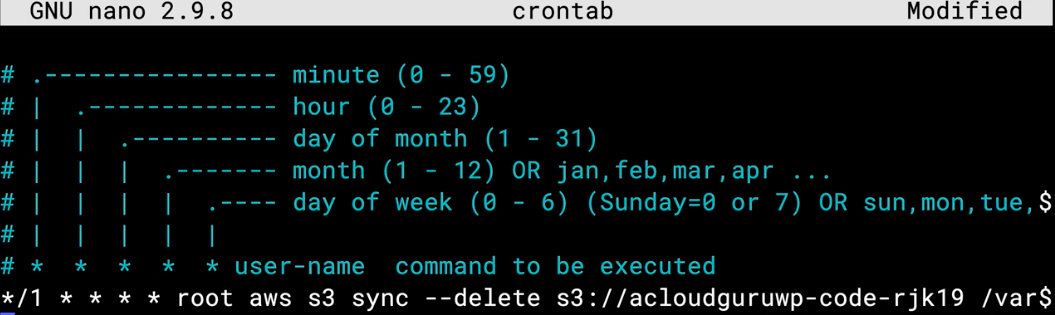 GNU nano 2.9.8 crontab Modified
# .---------------- minute (0 - 59)
# | .------------- hour (0 - 23)
# | | .---------- day of month (1 - 31)
# | | | .------- month (1 - 12) OR jan,feb,mar,apr ...
# | | | | .---- day of week (0 - 6) (Sunday=0 or 7) OR sun,mon,tue,$
# | | | | |
# * * * * * user-name command to be executed
*/1 * * * * root aws s3 sync --delete s3://acloudguruwp-code-rjk19 /var$